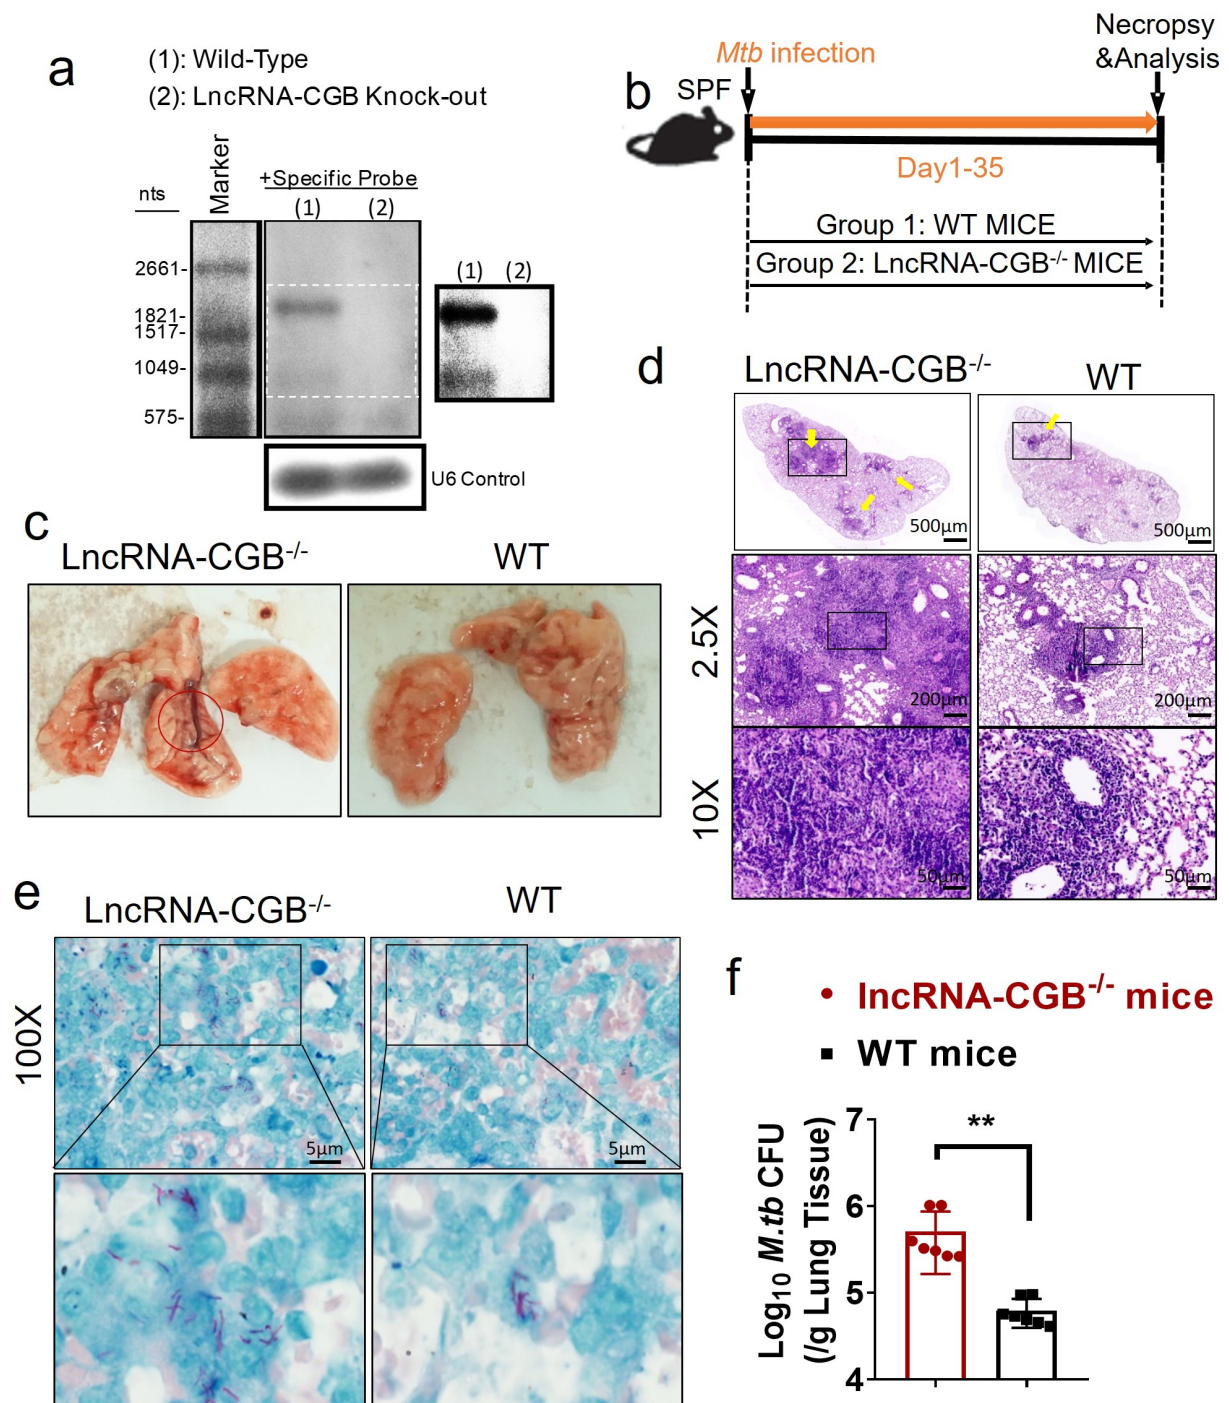 a
(1): Wild-Type
(2): LncRNA-CGB Knock-out
nts
Marker
+Specific Probe
(1) (2)
2661-
1821-
1517-
1049-
575-
(1) (2)
U6 Control
b
SPF
Mtb infection
Necropsy
&Analysis
Day1-35
Group 1: WT MICE
Group 2: LncRNA-CGB-/- MICE
c
LncRNA-CGB-/-
WT
d
LncRNA-CGB-/-
WT
500μm
500μm
2.5X
200μm
200μm
10X
50μm
50μm
e
LncRNA-CGB-/-
WT
100X
5μm
5μm
f
lncRNA-CGB-/- mice
WT mice
Log10 M.tb CFU
(/g Lung Tissue)
**
7
6
5
4